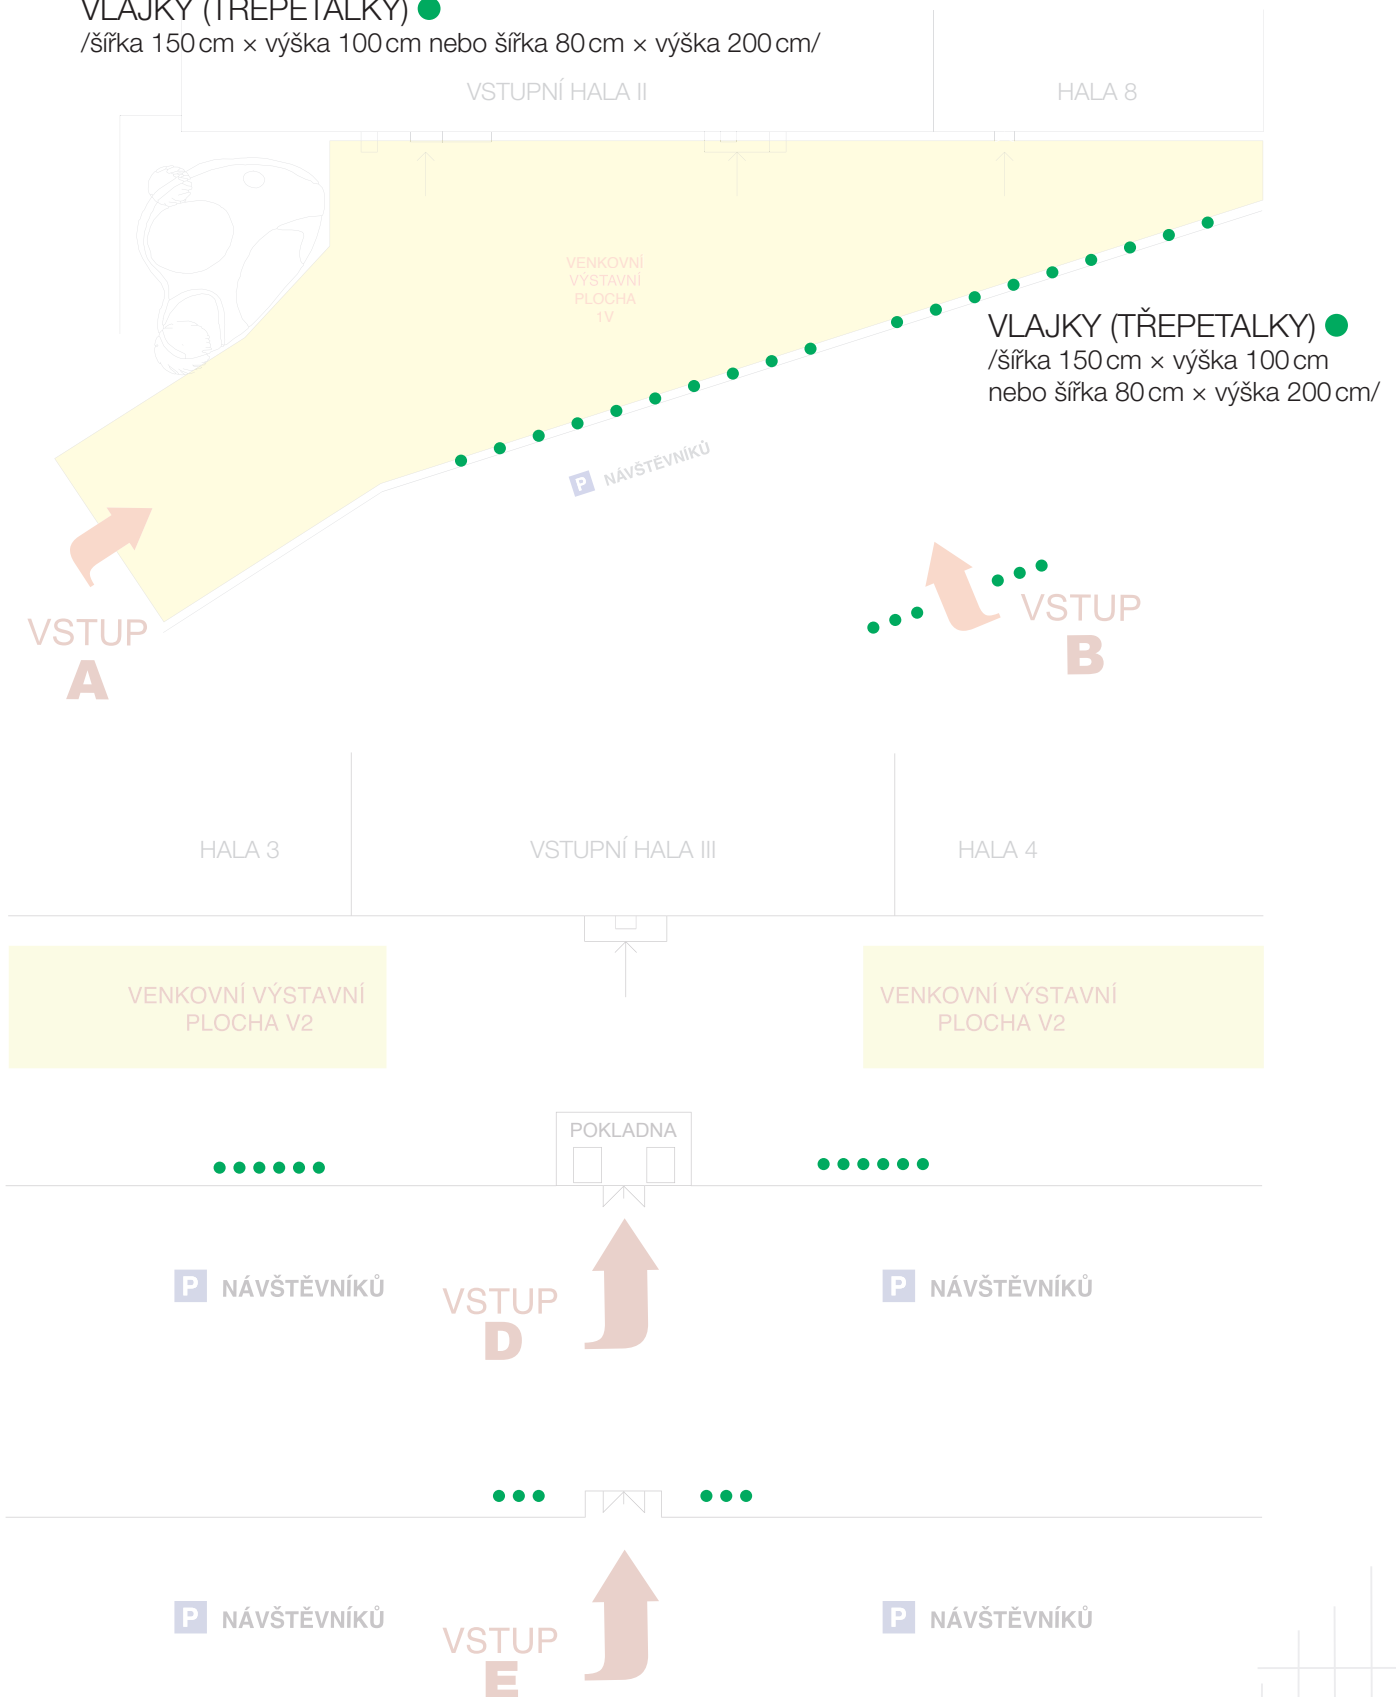 VLAJKY (TŘEPETALKY)
/šířka 150 cm × výška 100 cm nebo šířka 80 cm × výška 200 cm/
VSTUPNÍ HALA II
HALA 8
VENKOVNÍ
VÝSTAVNÍ
PLOCHA
1V
VLAJKY (TŘEPETALKY)
/šířka 150 cm × výška 100 cm
nebo šířka 80 cm × výška 200 cm/
P NÁVŠTĚVNÍKŮ
VSTUP
A
VSTUP
B
HALA 3
VSTUPNÍ HALA III
HALA 4
VENKOVNÍ VÝSTAVNÍ
PLOCHA V2
VENKOVNÍ VÝSTAVNÍ
PLOCHA V2
POKLADNA
P NÁVŠTĚVNÍKŮ
VSTUP
D
P NÁVŠTĚVNÍKŮ
P NÁVŠTĚVNÍKŮ
VSTUP
E
P NÁVŠTĚVNÍKŮ